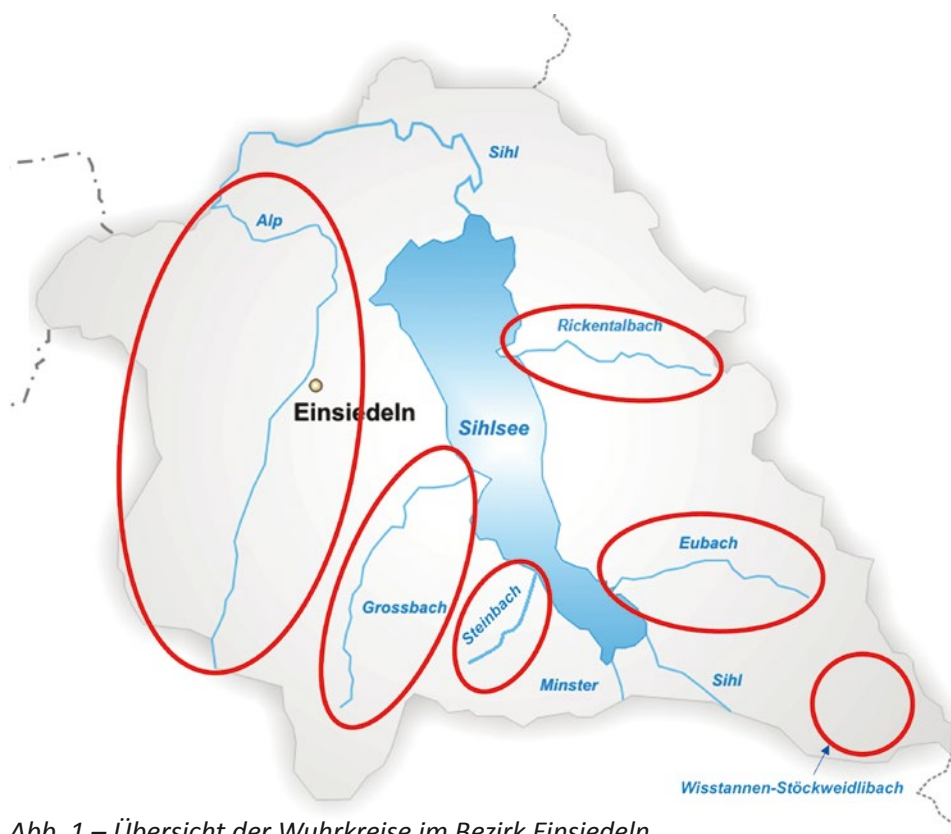 Sihl
Alp
Rickentalbach
Einsiedeln
Sihlsee
Eubach
Grossbach
Steinbach
Minster
Sihl
Wisstannen-Stöckweidlibach
Abb. 1 – Übersicht der Wuhrkreise im Bezirk Einsiedeln